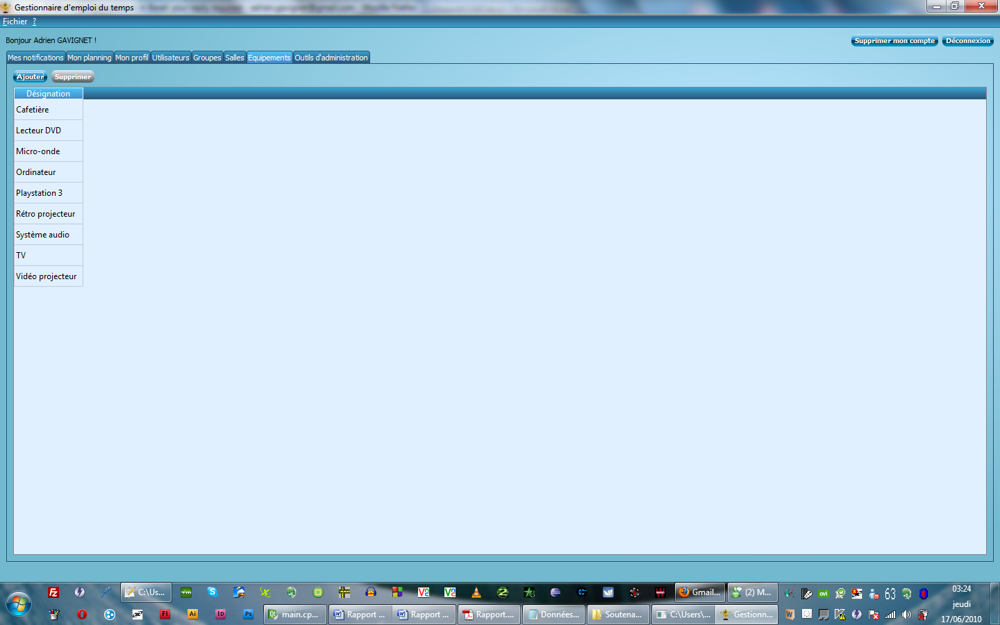 Gestionnaire d'emploi du temps
Fichier ?
Bonjour Adrien GAVIGNET !
Supprimer mon compte Déconnexion
Mes notifications Mon planning Mon profil Utilisateurs Groupes Salles Equipements Outils d'administration
Ajouter Supprimer
Désignation
Cafetière
Lecteur DVD
Micro-onde
Ordinateur
Playstation 3
Rétro projecteur
Système audio
TV
Vidéo projecteur
C:\Us... Gmail... (2) M... 63 03:24
jeudi
main.cp... Rapport ... Rapport ... Rapport.... Données... Soutena... C:\Users\... Gestionn... 17/06/2010